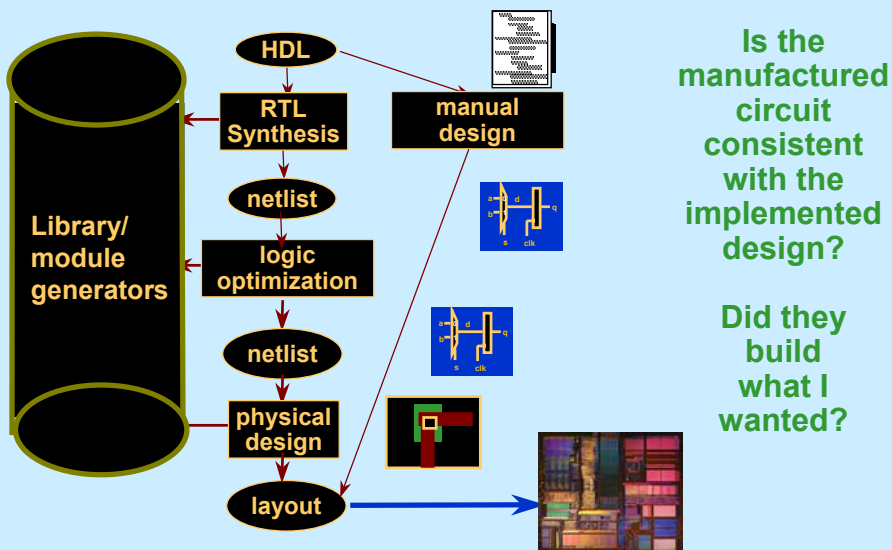 HDL
RTL
Synthesis
manual
design
netlist
Library/
module
generators
logic
optimization
netlist
physical
design
layout
a
b
d
q
s
clk
a
b
d
q
s
clk
Is the
manufactured
circuit
consistent
with the
implemented
design?
Did they
build
what I
wanted?